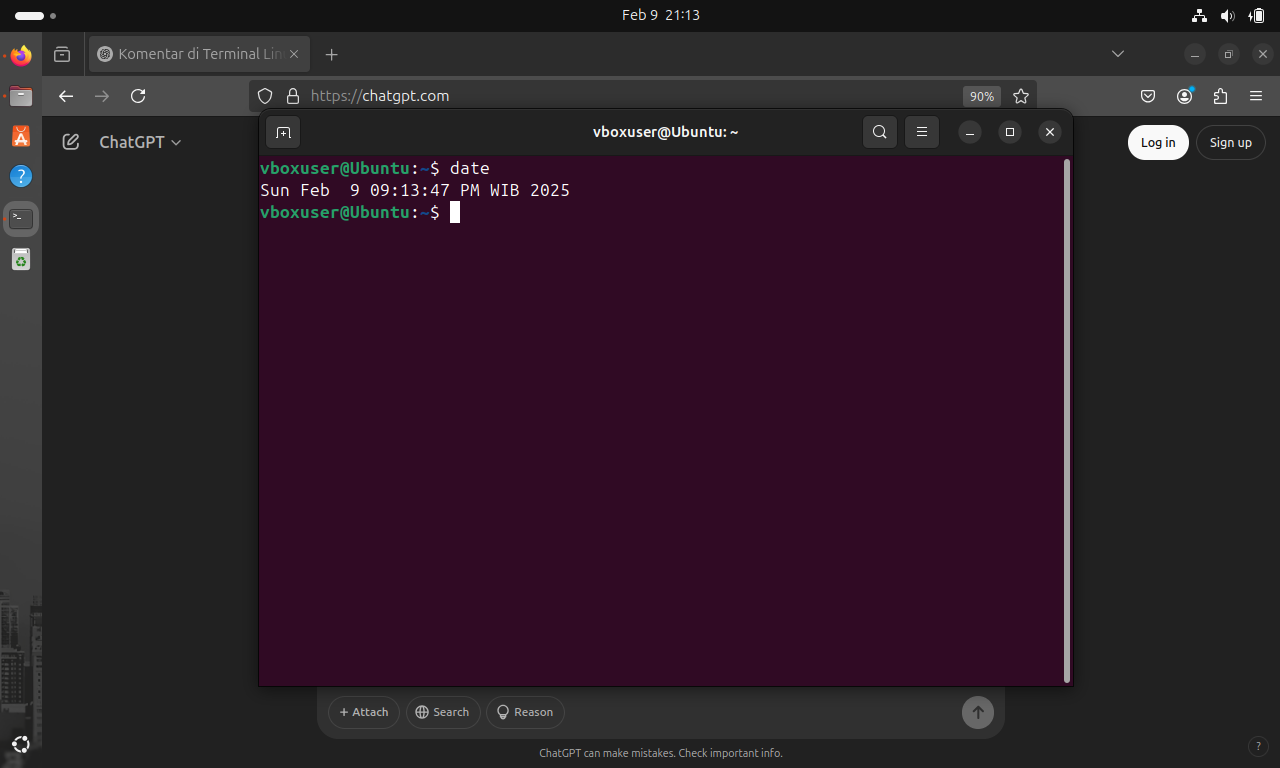 Feb 9 21:13
Komentar di Terminal Lin
https://chatgpt.com
90%
ChatGPT
Log in
Sign up
vboxuser@Ubuntu: ~
vboxuser@Ubuntu:~$ date
Sun Feb  9 09:13:47 PM WIB 2025
vboxuser@Ubuntu:~$
+ Attach
Search
Reason
ChatGPT can make mistakes. Check important info.
?